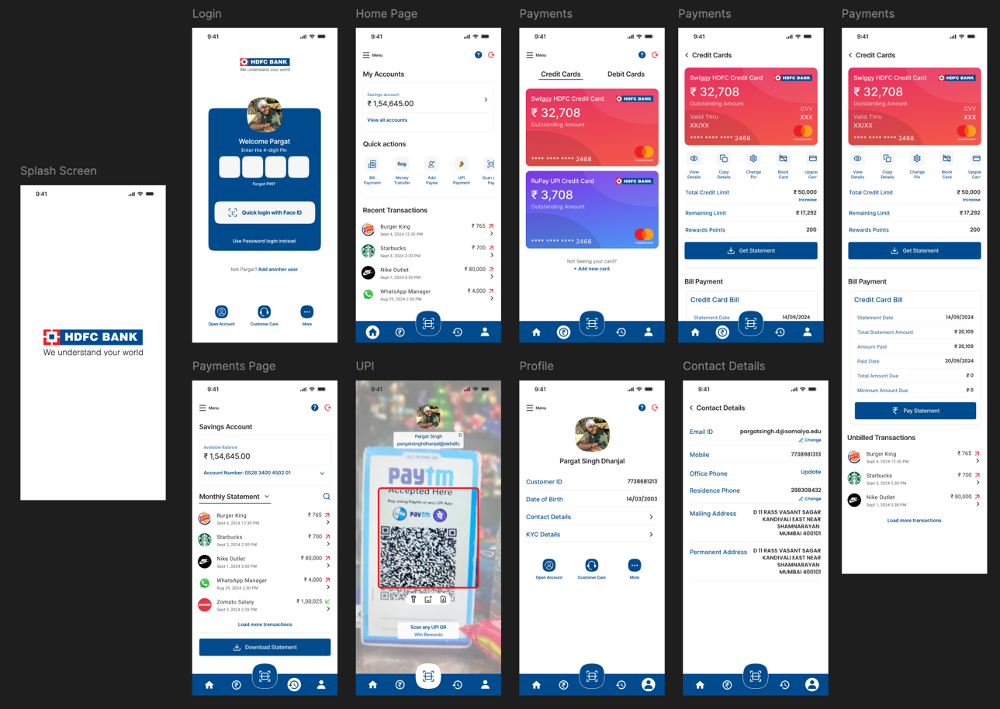 Splash Screen
9:41
HDFC BANK
We understand your world
Login
9:41
HDFC BANK
We understand your world
Welcome Pargat
Enter the 4-digit Pin
Forgot PIN?
Quick login with Face ID
Use Password login instead
Not Pargat? Add another user
Open Account
Customer Care
More
Home Page
9:41
Menu
?
My Accounts
Savings account
₹ 1,54,645.00
View all accounts
Quick actions
Bill
Payment
Money
Transfer
Add
Payee
UPI
Payment
Scan a
Pay
Recent Transactions
Burger King
₹ 765
Sept 4, 2024 12:30 PM
Starbucks
₹ 700
Sept 3, 2024 2:30 PM
Nike Outlet
₹ 80,000
Sept 1, 2024 3:30 PM
WhatsApp Manager
₹ 4,000
Aug 29, 2024 2:30 PM
Payments
9:41
Menu
?
Credit Cards
Debit Cards
Swiggy HDFC Credit Card
HDFC BANK
₹ 32,708
Outstanding Amount
**** **** **** 2468
mastercard
RuPay UPI Credit Card
HDFC BANK
₹ 3,708
Outstanding Amount
**** **** **** 2468
mastercard
Not Seeing your card?
+ Add new card
Payments
9:41
Credit Cards
Swiggy HDFC Credit Card
HDFC BANK
₹ 32,708
Outstanding Amount
CVV
Valid Thru
XXX
XX/XX
**** **** **** 2468
mastercard
View
Details
Copy
Details
Change
Pin
Block
Card
Upgra
Car
Total Credit Limit
₹ 50,000
Increase
Remaining Limit
₹ 17,292
Rewards Points
200
Get Statement
Bill Payment
Credit Card Bill
Statement Date
14/09/2024
Payments
9:41
Credit Cards
Swiggy HDFC Credit Card
HDFC BANK
₹ 32,708
Outstanding Amount
CVV
Valid Thru
XXX
XX/XX
**** **** **** 2468
mastercard
View
Details
Copy
Details
Change
Pin
Block
Card
Upgra
Car
Total Credit Limit
₹ 50,000
Increase
Remaining Limit
₹ 17,292
Rewards Points
200
Get Statement
Bill Payment
Credit Card Bill
Statement Date
14/09/2024
Total Statement Amount
₹ 20,109
Amount Paid
₹ 20,109
Paid Date
20/09/2024
Total Amount Due
₹ 0
Minimum Amount Due
₹ 0
₹ Pay Statement
Unbilled Transactions
Burger King
₹ 765
Sept 4, 2024 12:30 PM
Starbucks
₹ 700
Sept 3, 2024 2:30 PM
Nike Outlet
₹ 80,000
Sept 1, 2024 3:30 PM
Load more transactions
Payments Page
9:41
Menu
?
Savings Account
Available Balance
₹ 1,54,645.00
Account Number: 0528 3400 4502 01
Monthly Statement
Burger King
₹ 765
Sept 4, 2024 12:30 PM
Starbucks
₹ 700
Sept 3, 2024 2:30 PM
Nike Outlet
₹ 80,000
Sept 1, 2024 3:30 PM
WhatsApp Manager
₹ 4,000
Aug 29, 2024 2:30 PM
zomato
Zomato Salary
₹ 1,00,025
Sept 3, 2024 2:30 PM
Load more transactions
Download Statement
UPI
9:41
Pargat Singh
pargatsinghdhanjal@okhdfc
ALL IN ONE QR
paytm
Accepted Here
Pay using Paytm or any UPI App
paytm
Scan any UPI QR
Win Rewards
Profile
9:41
Menu
?
Pargat Singh Dhanjal
Customer ID
7738681213
Date of Birth
14/03/2003
Contact Details
KYC Details
Open Account
Customer Care
More
Contact Details
9:41
Contact Details
Email ID
pargatsingh.d@somaiya.edu
Change
Mobile
7738981313
Office Phone
Update
Residence Phone
288308432
Change
Mailing Address
D 11 RASS VASANT SAGAR
KANDIVALI EAST NEAR
SHAMNARAYAN
MUMBAI 400101
Permanent Address
D 11 RASS VASANT SAGAR
KANDIVALI EAST NEAR
SHAMNARAYAN
MUMBAI 400101